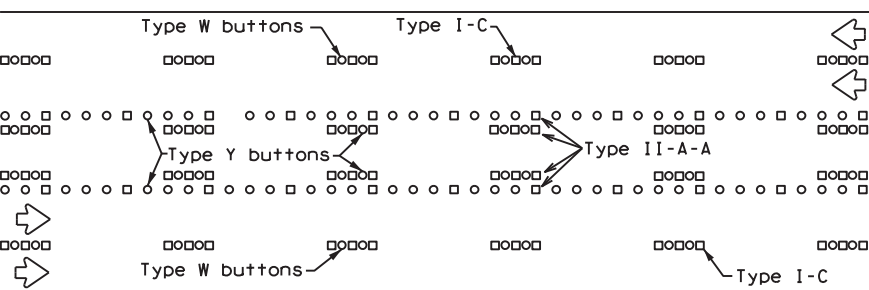 Type W buttons
Type I-C
Type Y buttons
Type II-A-A
Type W buttons
Type I-C